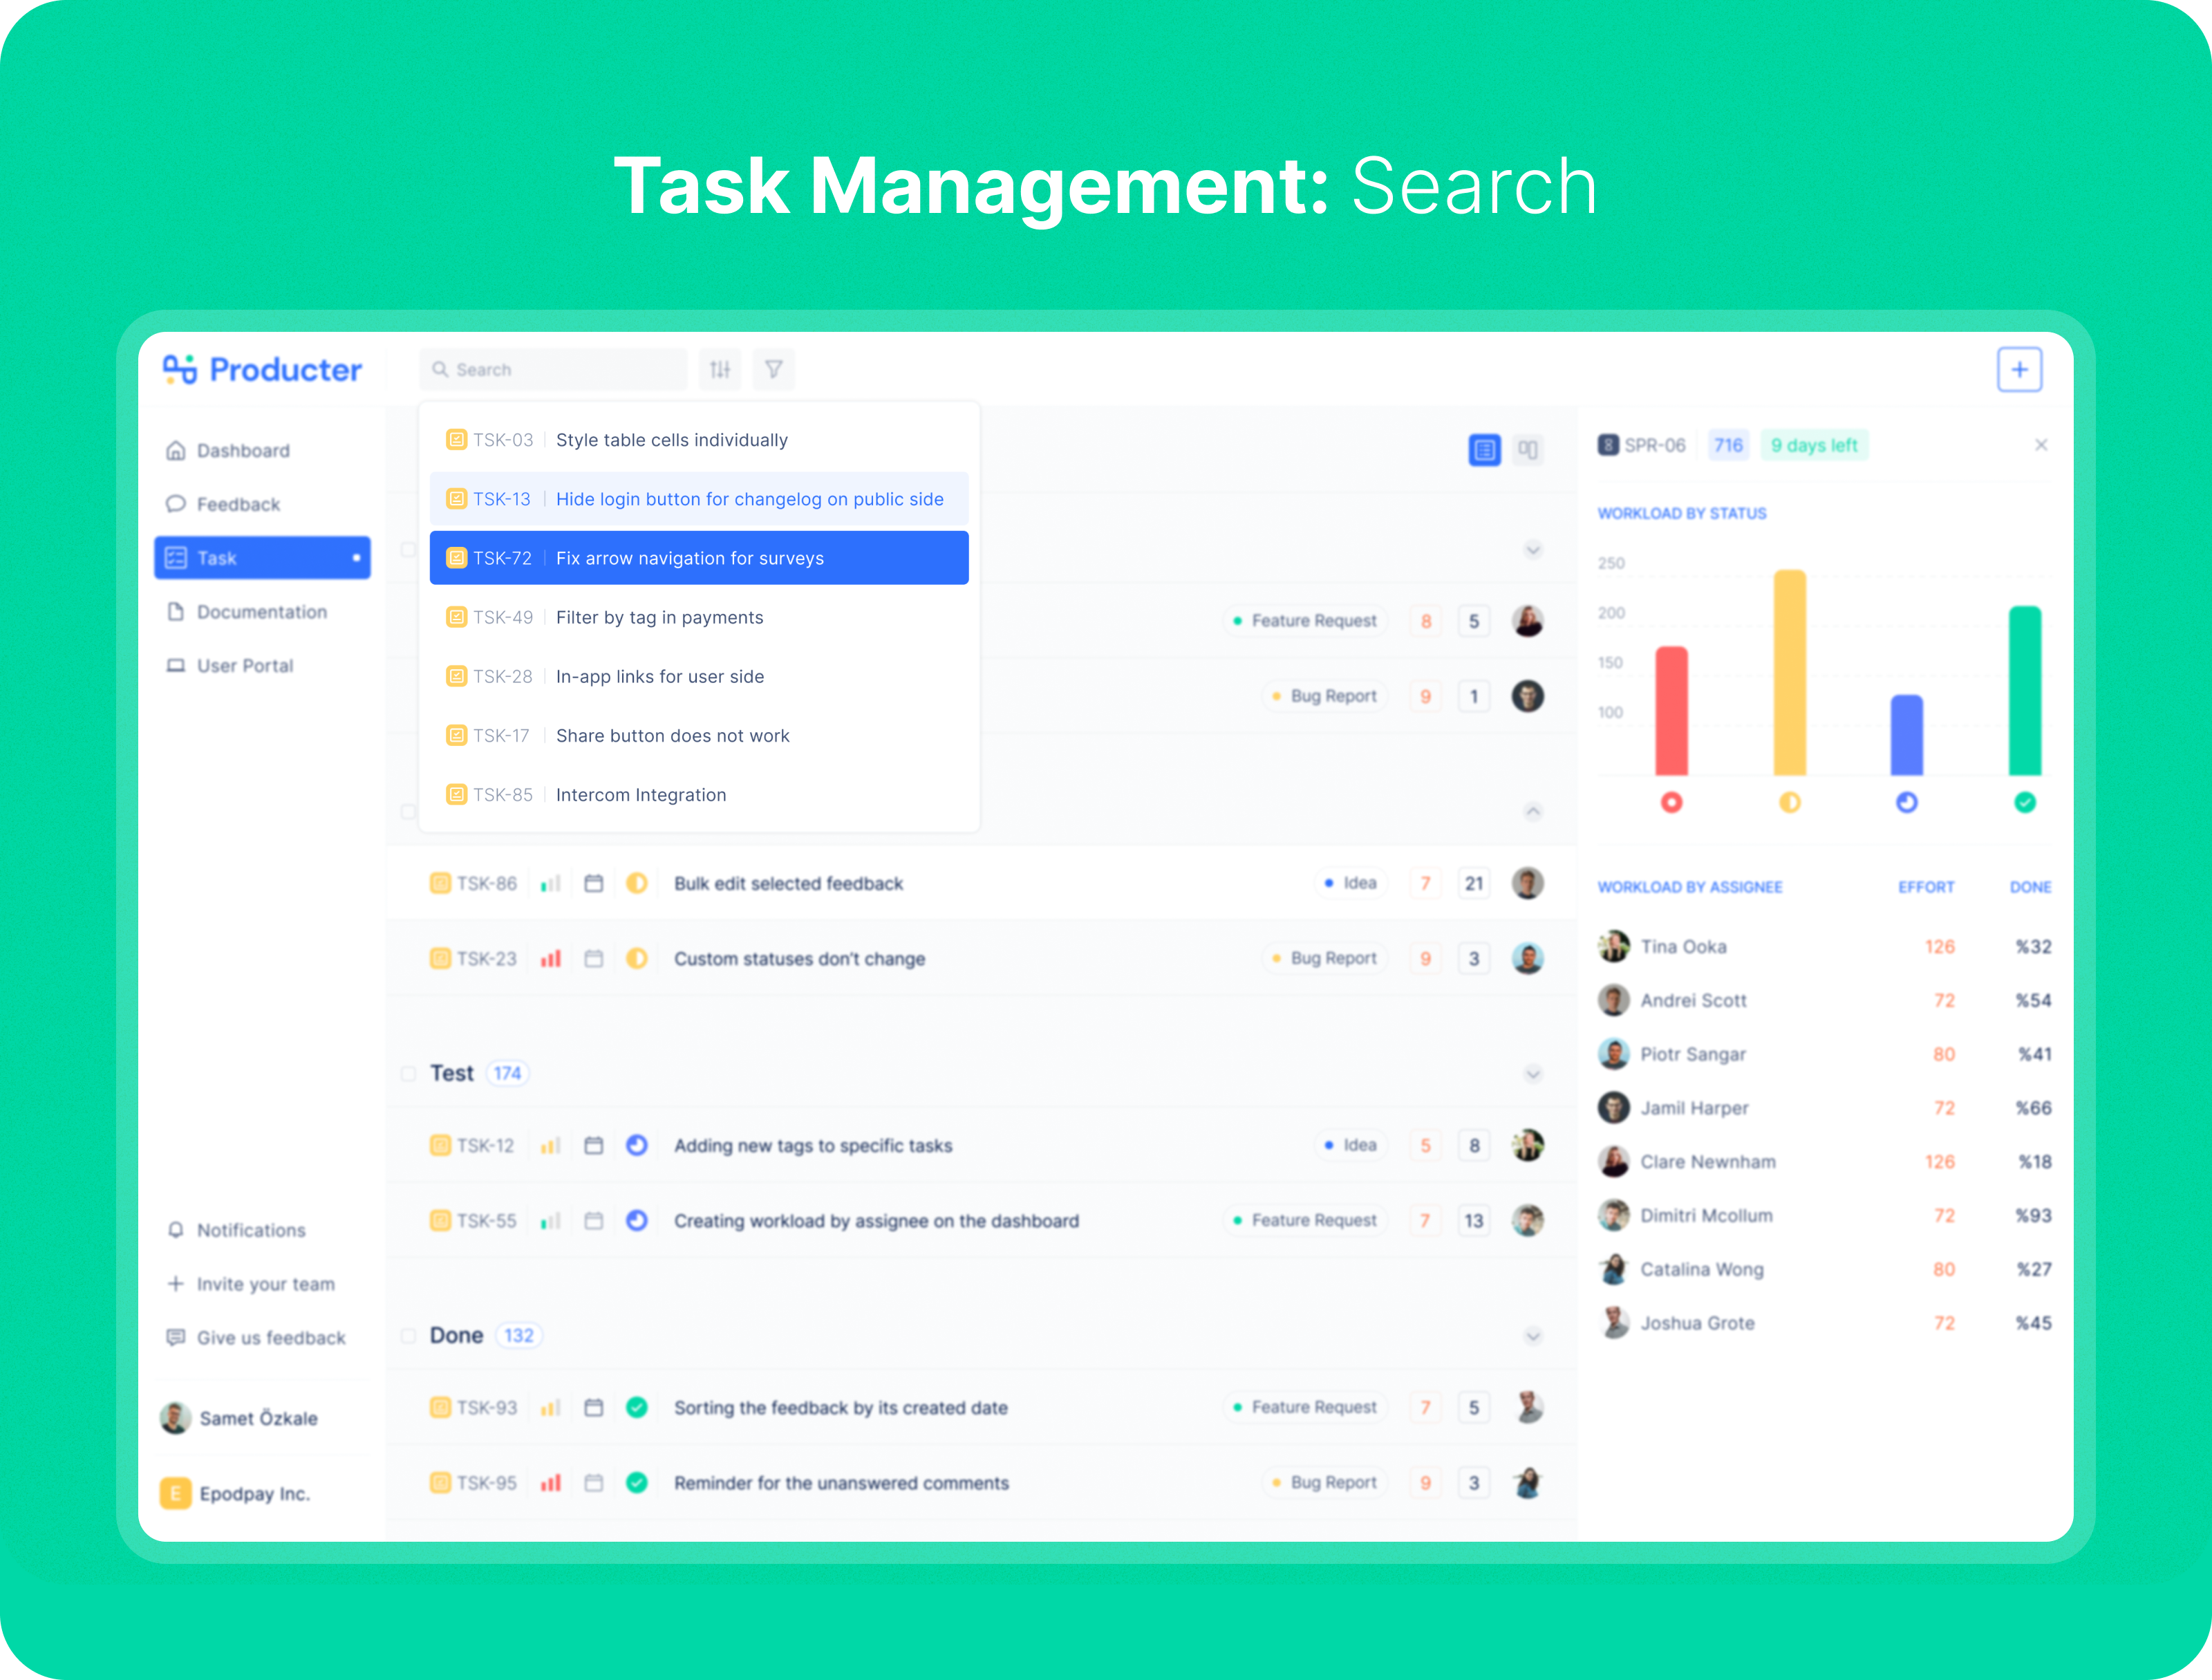 Task Management: Search
Producter
Search
Dashboard
Feedback
Task
Documentation
User Portal
Notifications
Invite your team
Give us feedback
Samet Özkale
E Epodpay Inc.
TSK-03 Style table cells individually
TSK-13 Hide login button for changelog on public side
TSK-72 Fix arrow navigation for surveys
TSK-49 Filter by tag in payments
TSK-28 In-app links for user side
TSK-17 Share button does not work
TSK-85 Intercom Integration
Feature Request 8 5
Bug Report 9 1
TSK-86 Bulk edit selected feedback Idea 7 21
TSK-23 Custom statuses don't change Bug Report 9 3
Test 174
TSK-12 Adding new tags to specific tasks Idea 5 8
TSK-55 Creating workload by assignee on the dashboard Feature Request 7 13
Done 132
TSK-93 Sorting the feedback by its created date Feature Request 7 5
TSK-95 Reminder for the unanswered comments Bug Report 9 3
SPR-06 716 9 days left
WORKLOAD BY STATUS
250
200
150
100
WORKLOAD BY ASSIGNEE EFFORT DONE
Tina Ooka 126 %32
Andrei Scott 72 %54
Piotr Sangar 80 %41
Jamil Harper 72 %66
Clare Newnham 126 %18
Dimitri Mcollum 72 %93
Catalina Wong 80 %27
Joshua Grote 72 %45